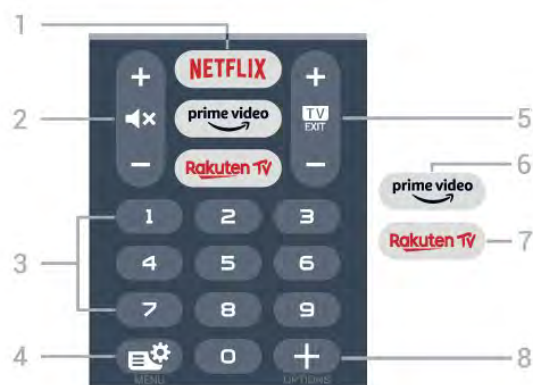 1
NETFLIX
+ +
2
prime video
TV
EXIT
5
− −
Rakuten TV
6
prime video
1 2 3
Rakuten TV
7
3
4 5 6
7 8 9
4
0
+
8
MENU
OPTIONS